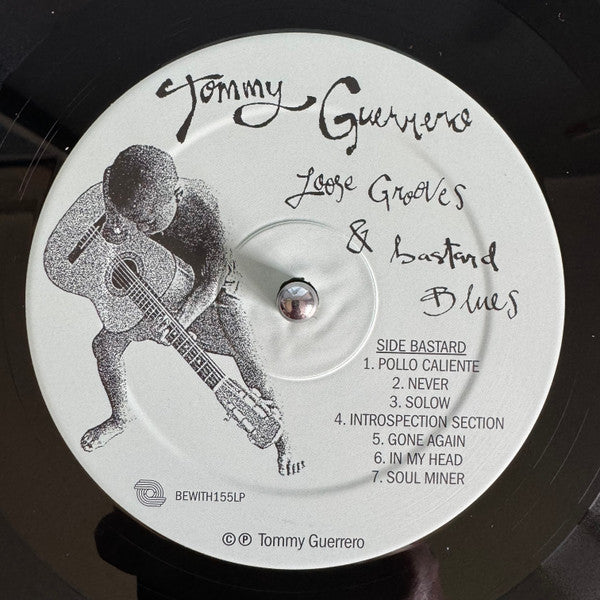 Tommy Guerrero
Loose Grooves
& bastard
Blues
SIDE BASTARD
1. POLLO CALIENTE
2. NEVER
3. SOLOW
4. INTROSPECTION SECTION
5. GONE AGAIN
6. IN MY HEAD
7. SOUL MINER
BEWITH155LP
© ℗ Tommy Guerrero